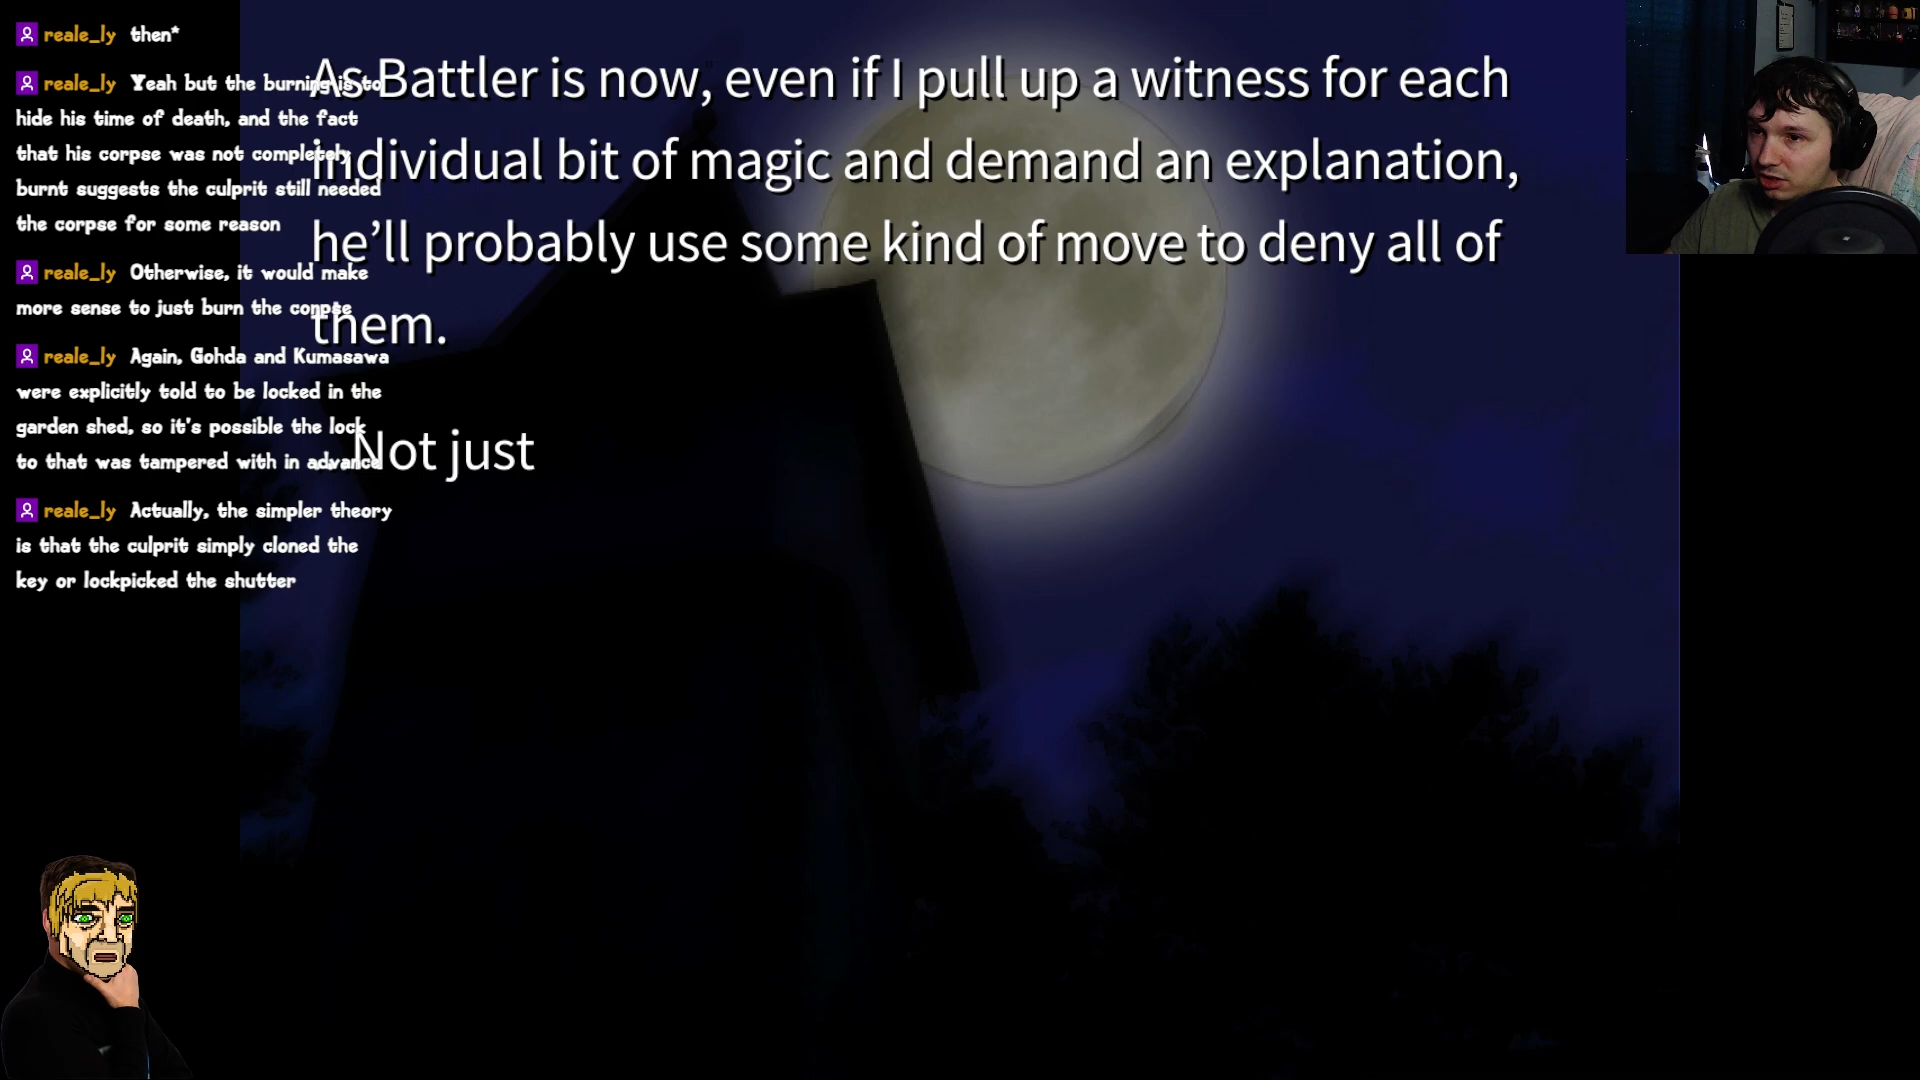 reale_ly then*
reale_ly Yeah but the burning is to
hide his time of death, and the fact
that his corpse was not completely
burnt suggests the culprit still needed
the corpse for some reason
reale_ly Otherwise, it would make
more sense to just burn the corpse
reale_ly Again, Gohda and Kumasawa
were explicitly told to be locked in the
garden shed, so it's possible the lock
to that was tampered with in advance
reale_ly Actually, the simpler theory
is that the culprit simply cloned the
key or lockpicked the shutter
As Battler is now, even if I pull up a witness for each
individual bit of magic and demand an explanation,
he’ll probably use some kind of move to deny all of
them.
...Not just